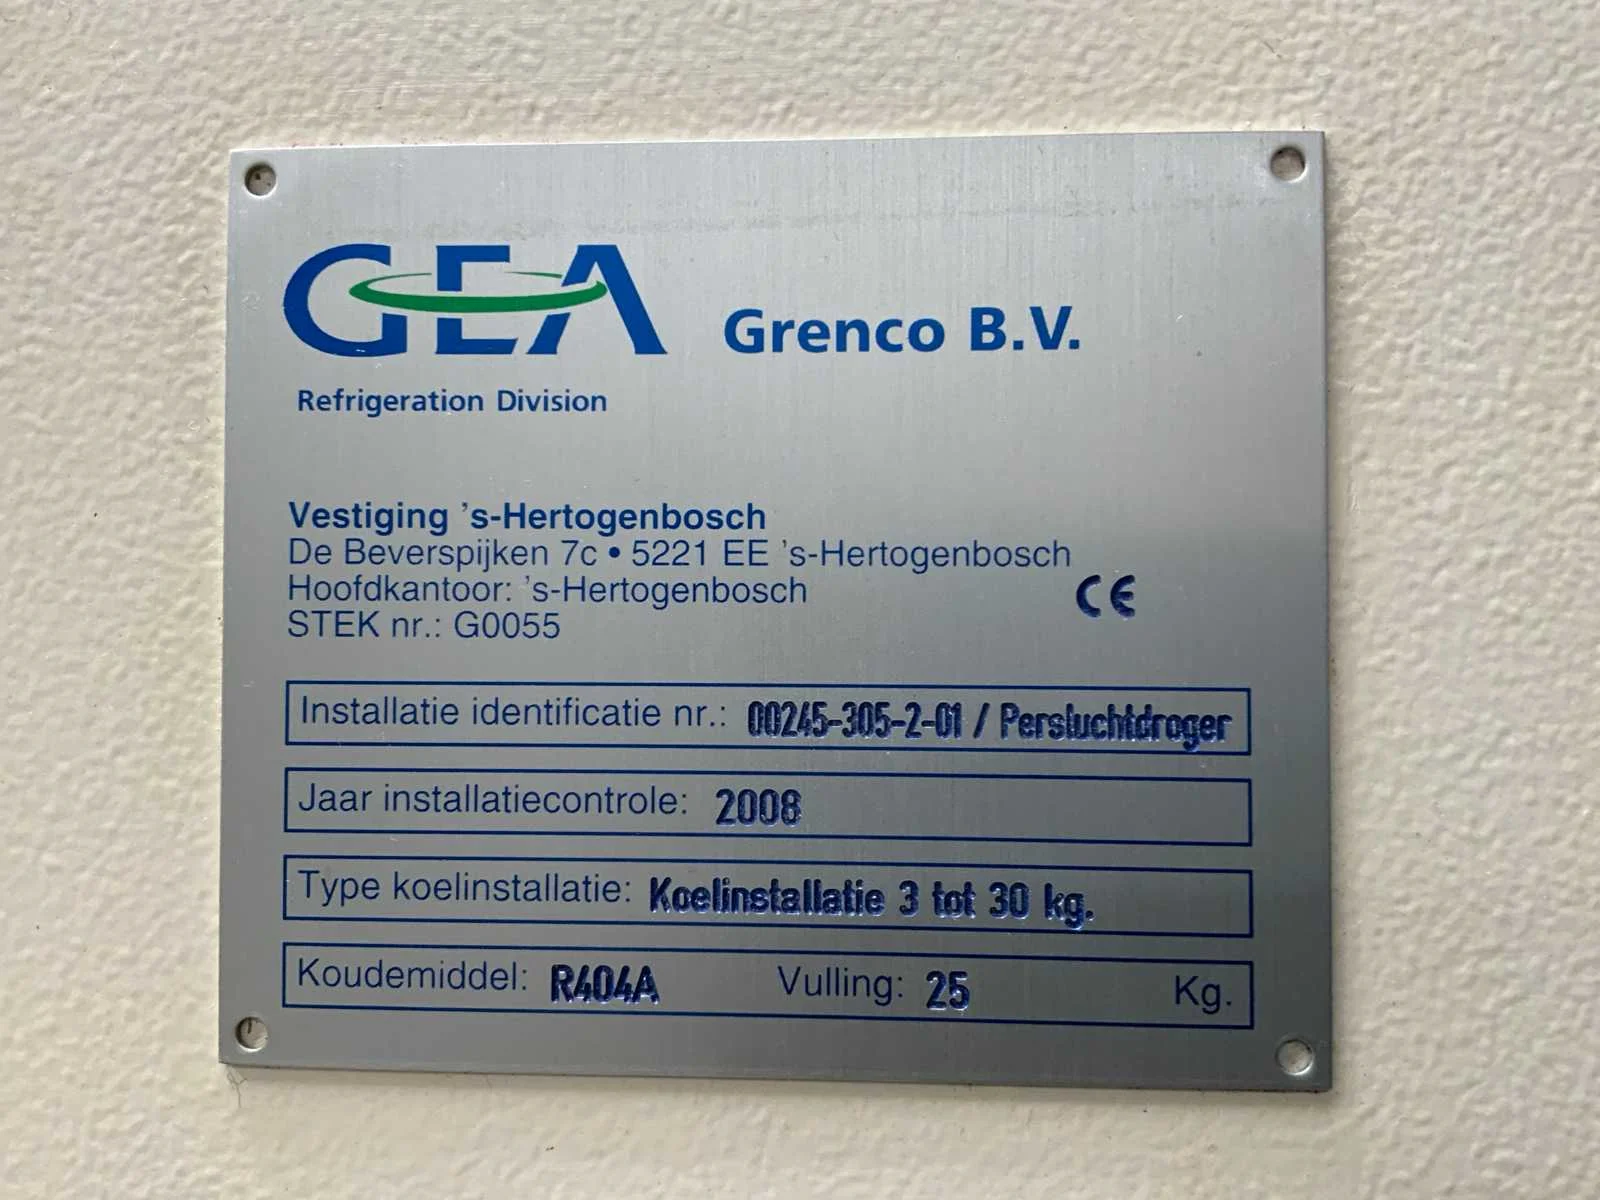 GEA Grenco B.V.
Refrigeration Division
Vestiging 's-Hertogenbosch
De Beverspijken 7c • 5221 EE 's-Hertogenbosch
Hoofdkantoor: 's-Hertogenbosch
CE
STEK nr.: G0055
Installatie identificatie nr.: 00245-305-2-01 / Persluchtdroger
Jaar installatiecontrole: 2008
Type koelinstallatie: Koelinstallatie 3 tot 30 kg.
Koudemiddel: R404A Vulling: 25 Kg.